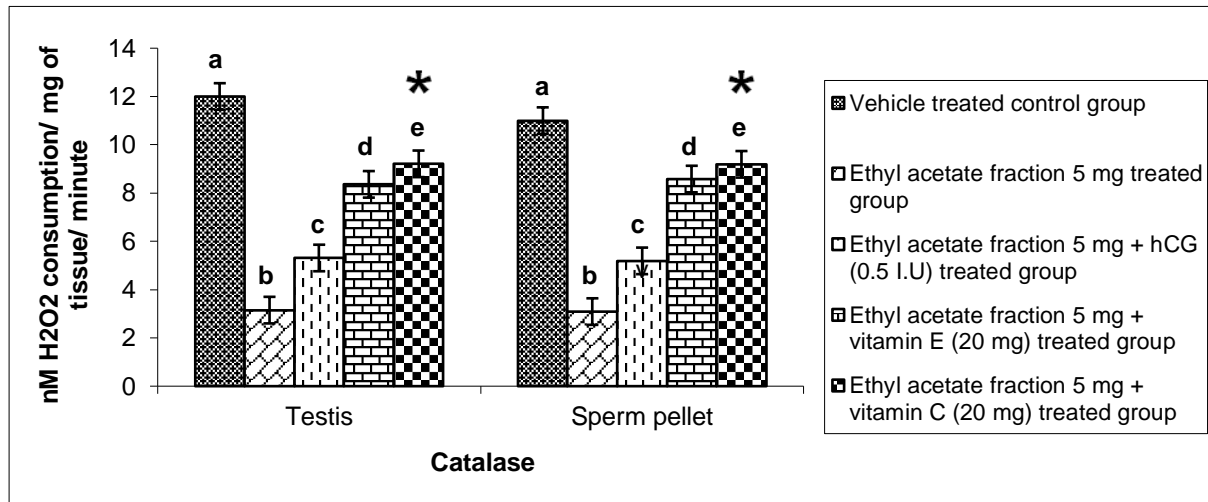 nM H2O2 consumption/ mg of
tissue/ minute
14
12
10
8
6
4
2
0
a
b
c
d
*
e
a
b
c
d
*
e
Testis
Sperm pellet
Catalase
Vehicle treated control group
Ethyl acetate fraction 5 mg treated
group
Ethyl acetate fraction 5 mg + hCG
(0.5 I.U) treated group
Ethyl acetate fraction 5 mg +
vitamin E (20 mg) treated group
Ethyl acetate fraction 5 mg +
vitamin C (20 mg) treated group